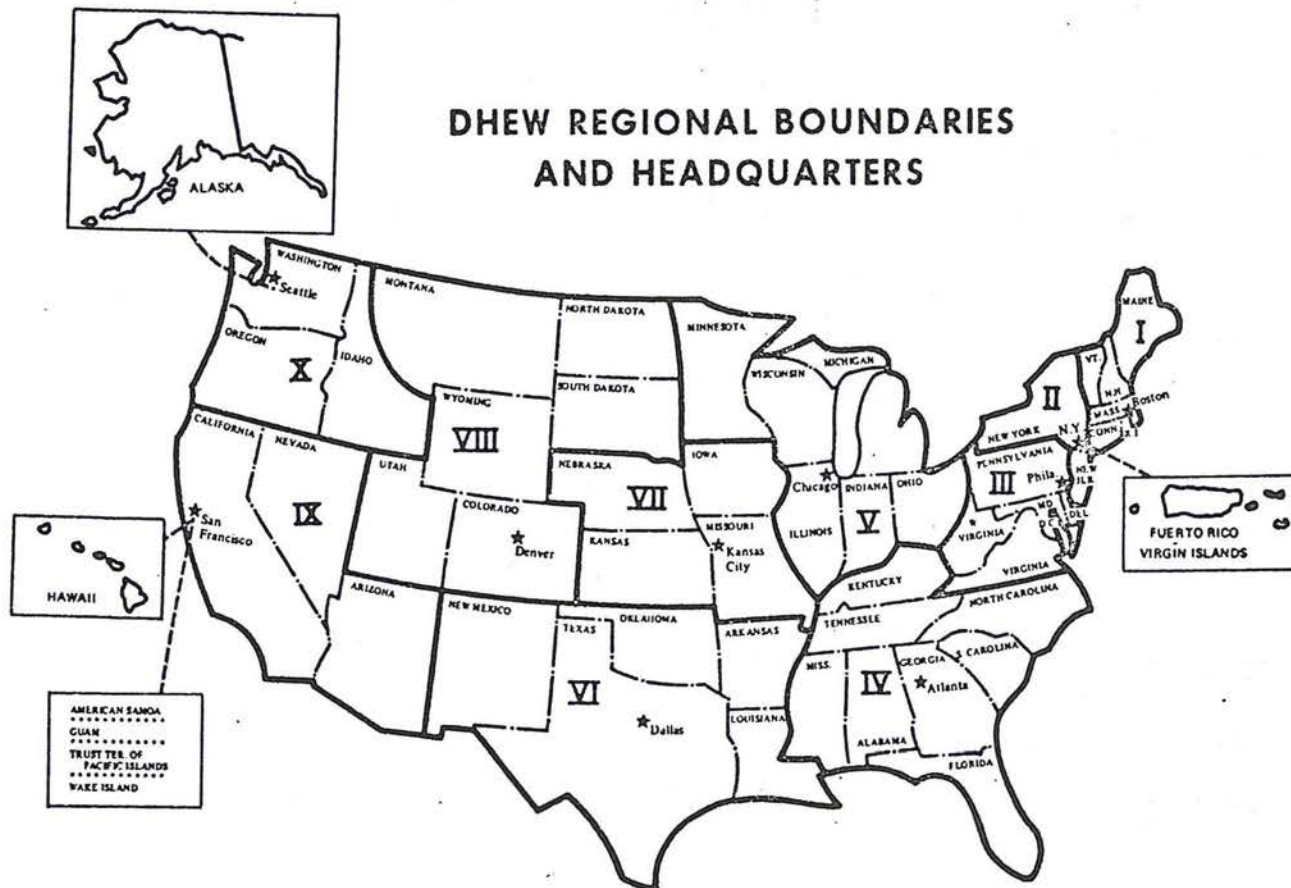 DHEW REGIONAL BOUNDARIES
AND HEADQUARTERS
ALASKA
WASHINGTON
Seattle
OREGON
X
IDAHO
MONTANA
NORTH DAKOTA
SOUTH DAKOTA
WYOMING
VIII
MINNESOTA
WISCONSIN
MICHIGAN
MAINE
I
VT.
N.H.
MASS
Boston
CONN
R I
II
NEW YORK
N.Y.
CALIFORNIA
NEVADA
IX
San
Francisco
UTAH
COLORADO
Denver
NEBRASKA
VII
IOWA
KANSAS
MISSOURI
Kansas
City
Chicago
ILLINOIS
INDIANA
V
OHIO
PENNSYLVANIA
III
Phila
MD
D C
DEL
VIRGINIA
VIRGINIA
KENTUCKY
TENNESSEE
NORTH CAROLINA
S CAROLINA
ARIZONA
NEW MEXICO
TEXAS
OKLAHOMA
VI
Dallas
ARKANSAS
LOUISIANA
MISS.
IV
ALABAMA
GEORGIA
Atlanta
FLORIDA
HAWAII
AMERICAN SAMOA
GUAM
TRUST TER. OF
PACIFIC ISLANDS
WAKE ISLAND
PUERTO RICO
VIRGIN ISLANDS